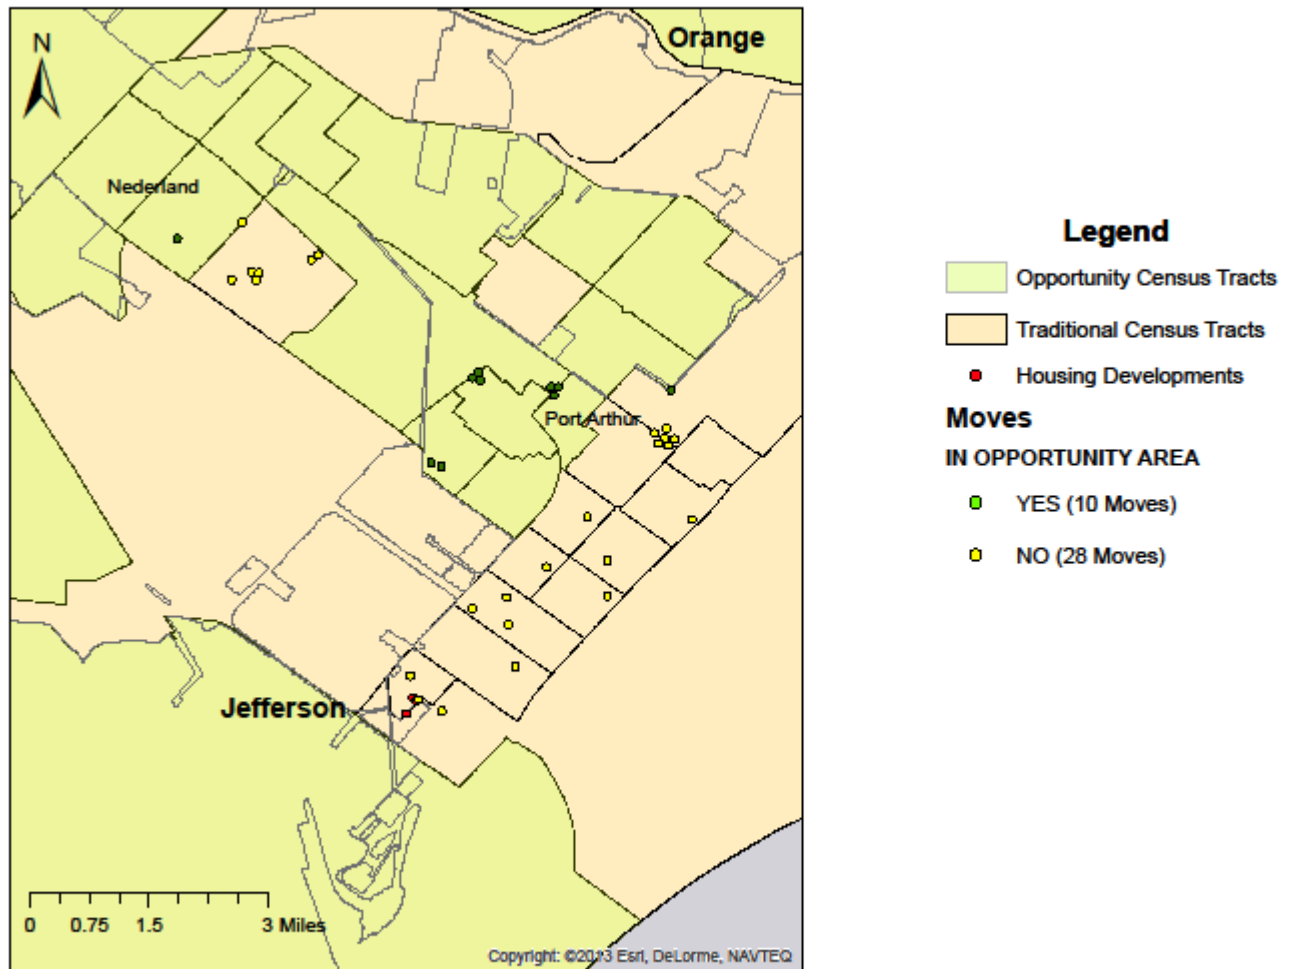 N
Orange
Nederland
Port Arthur
Jefferson
0 0.75 1.5 3 Miles
Copyright: ©2013 Esri, DeLorme, NAVTEQ
Legend
Opportunity Census Tracts
Traditional Census Tracts
Housing Developments
Moves
IN OPPORTUNITY AREA
YES (10 Moves)
NO (28 Moves)